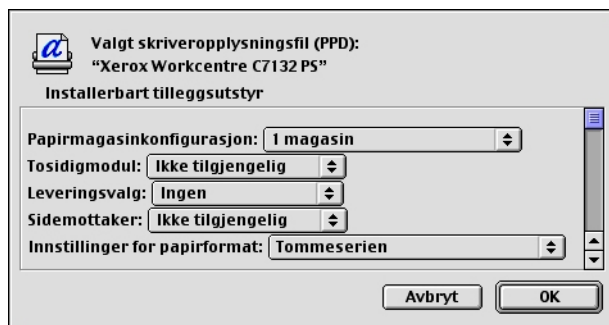 Valgt skriveropplysningsfil (PPD):
“Xerox Workcentre C7132 PS”
Installerbart tilleggsutstyr
Papirmagasinkonfigurasjon: 1 magasin
Tosidigmodul: Ikke tilgjengelig
Leveringsvalg: Ingen
Sidemottaker: Ikke tilgjengelig
Innstillinger for papirformat: Tommeserien
Avbryt OK